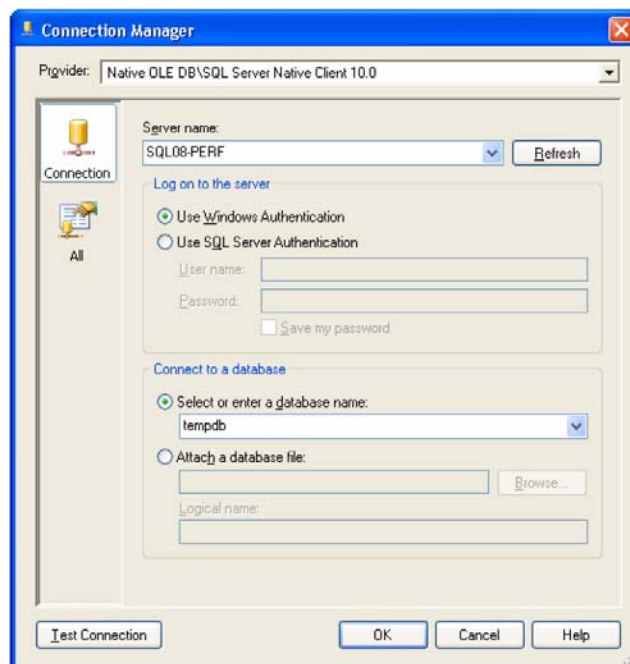 Connection Manager
Provider: Native OLE DB\SQL Server Native Client 10.0
Connection
All
Server name:
SQL08-PERF
Refresh
Log on to the server
Use Windows Authentication
Use SQL Server Authentication
User name:
Password:
Save my password
Connect to a database
Select or enter a database name:
tempdb
Attach a database file:
Browse...
Logical name:
Test Connection
OK
Cancel
Help